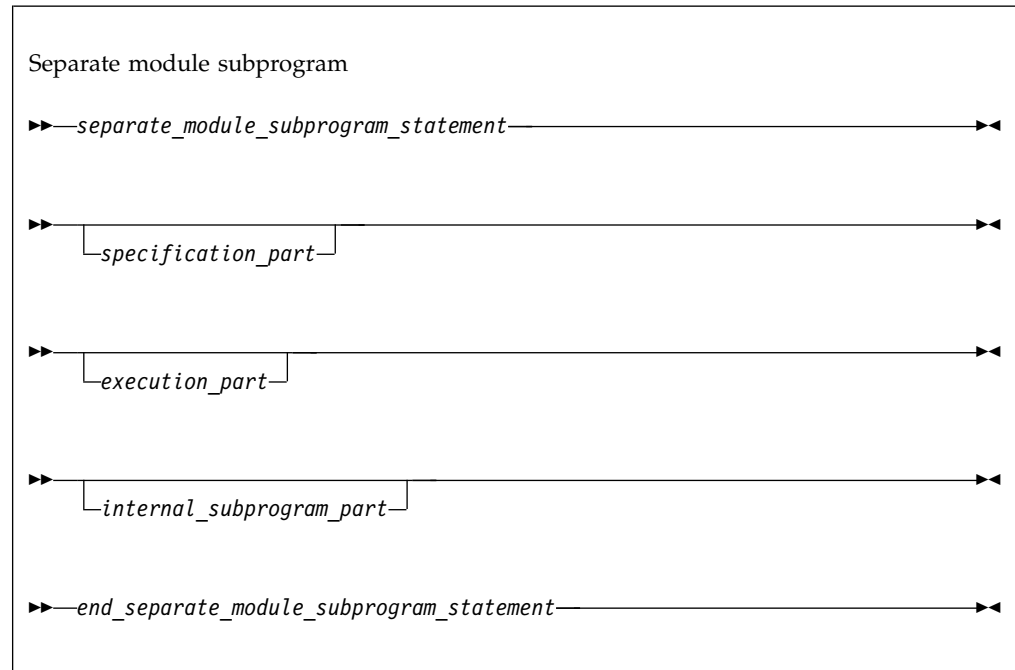 Separate module subprogram
separate_module_subprogram_statement
specification_part
execution_part
internal_subprogram_part
end_separate_module_subprogram_statement